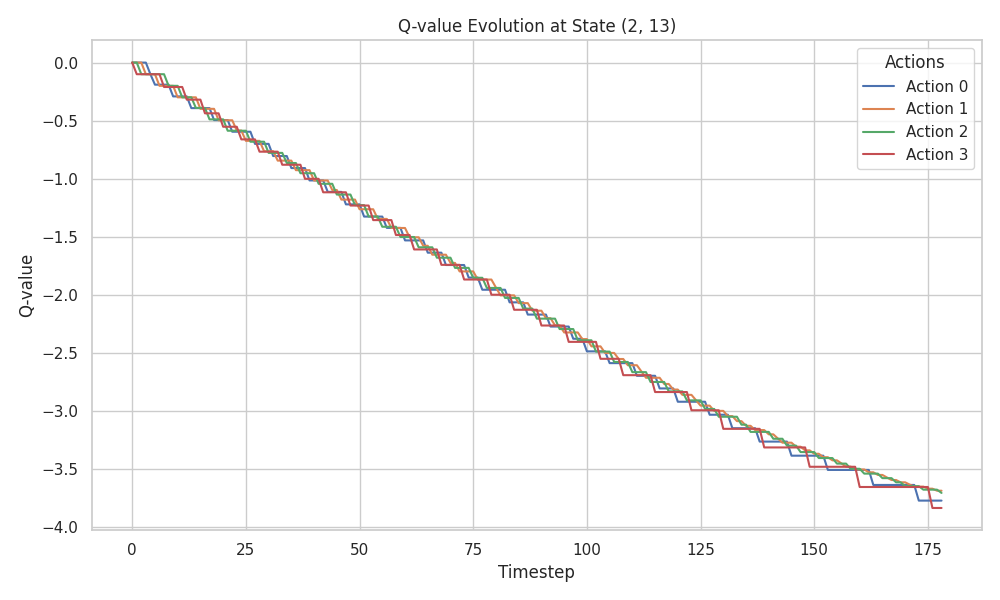 Q-value Evolution at State (2, 13)
Actions
Action 0
Action 1
Action 2
Action 3
Q-value
0.0
−0.5
−1.0
−1.5
−2.0
−2.5
−3.0
−3.5
−4.0
0 25 50 75 100 125 150 175
Timestep